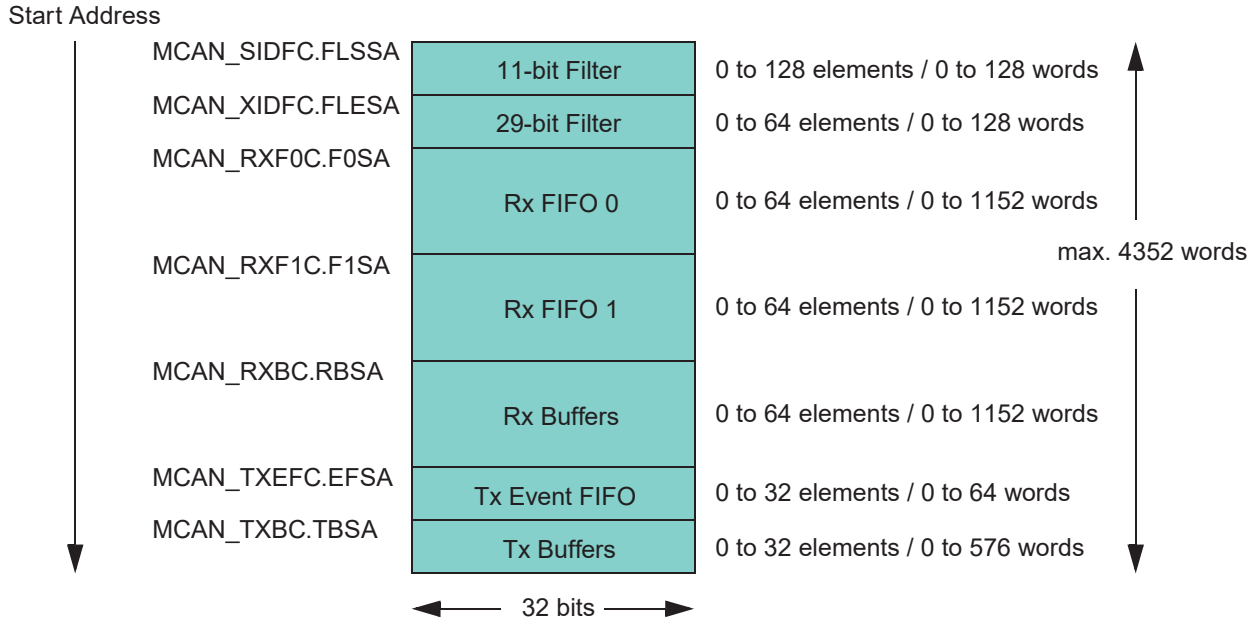 Start Address
MCAN_SIDFC.FLSSA
11-bit Filter
0 to 128 elements / 0 to 128 words
MCAN_XIDFC.FLESA
29-bit Filter
0 to 64 elements / 0 to 128 words
MCAN_RXF0C.F0SA
Rx FIFO 0
0 to 64 elements / 0 to 1152 words
max. 4352 words
MCAN_RXF1C.F1SA
Rx FIFO 1
0 to 64 elements / 0 to 1152 words
MCAN_RXBC.RBSA
Rx Buffers
0 to 64 elements / 0 to 1152 words
MCAN_TXEFC.EFSA
Tx Event FIFO
0 to 32 elements / 0 to 64 words
MCAN_TXBC.TBSA
Tx Buffers
0 to 32 elements / 0 to 576 words
32 bits